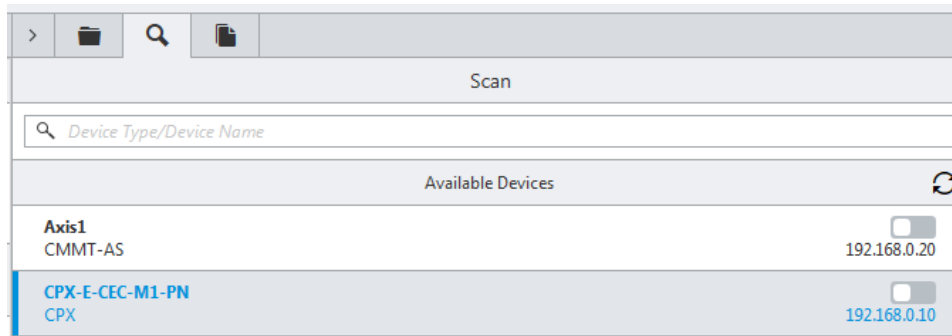 Scan
Device Type/Device Name
Available Devices
Axis1
CMMT-AS
192.168.0.20
CPX-E-CEC-M1-PN
CPX
192.168.0.10